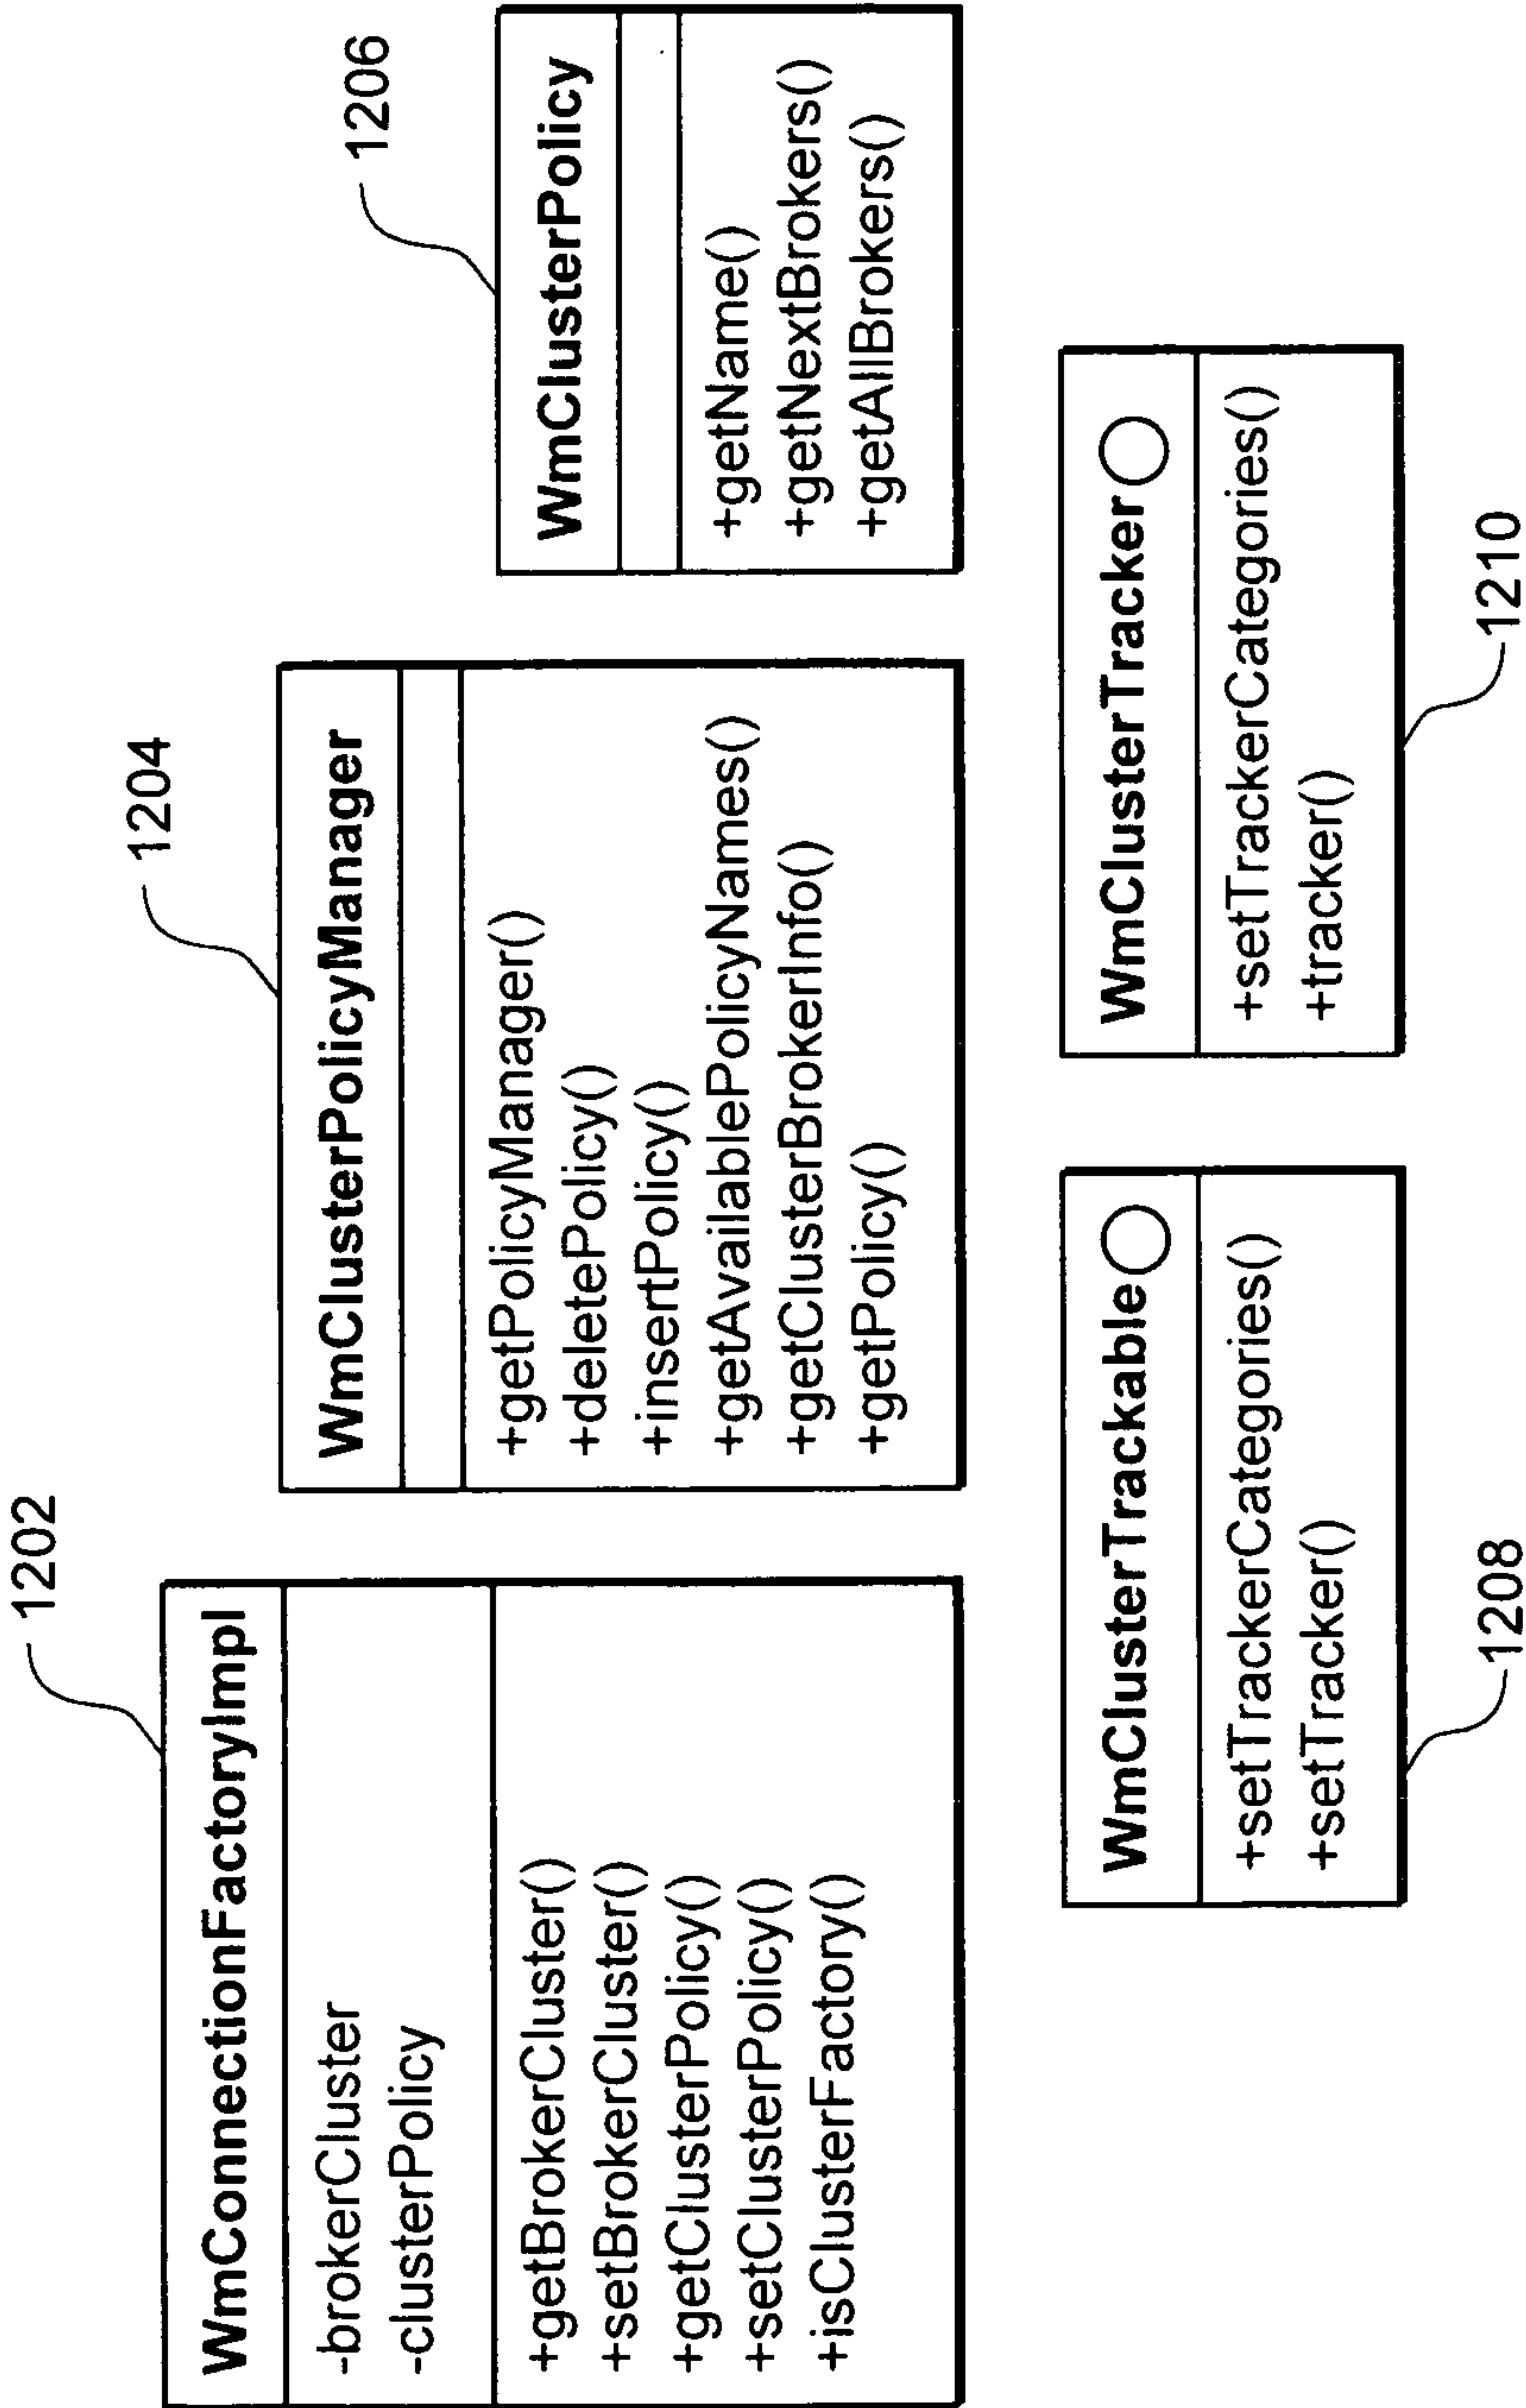 1202
WmConnectionFactoryImpl
-brokerCluster
-clusterPolicy
+getBrokerCluster()
+setBrokerCluster()
+getClusterPolicy()
+setClusterPolicy()
+isClusterFactory()
1204
WmClusterPolicyManager
+getPolicyManager()
+deletePolicy()
+insertPolicy()
+getAvailablePolicyNames()
+getClusterBrokerInfo()
+getPolicy()
1206
WmClusterPolicy
+getName()
+getNextBrokers()
+getAllBrokers()
WmClusterTrackable
+setTrackerCategories()
+setTracker()
1208
WmClusterTracker
+setTrackerCategories()
+tracker()
1210